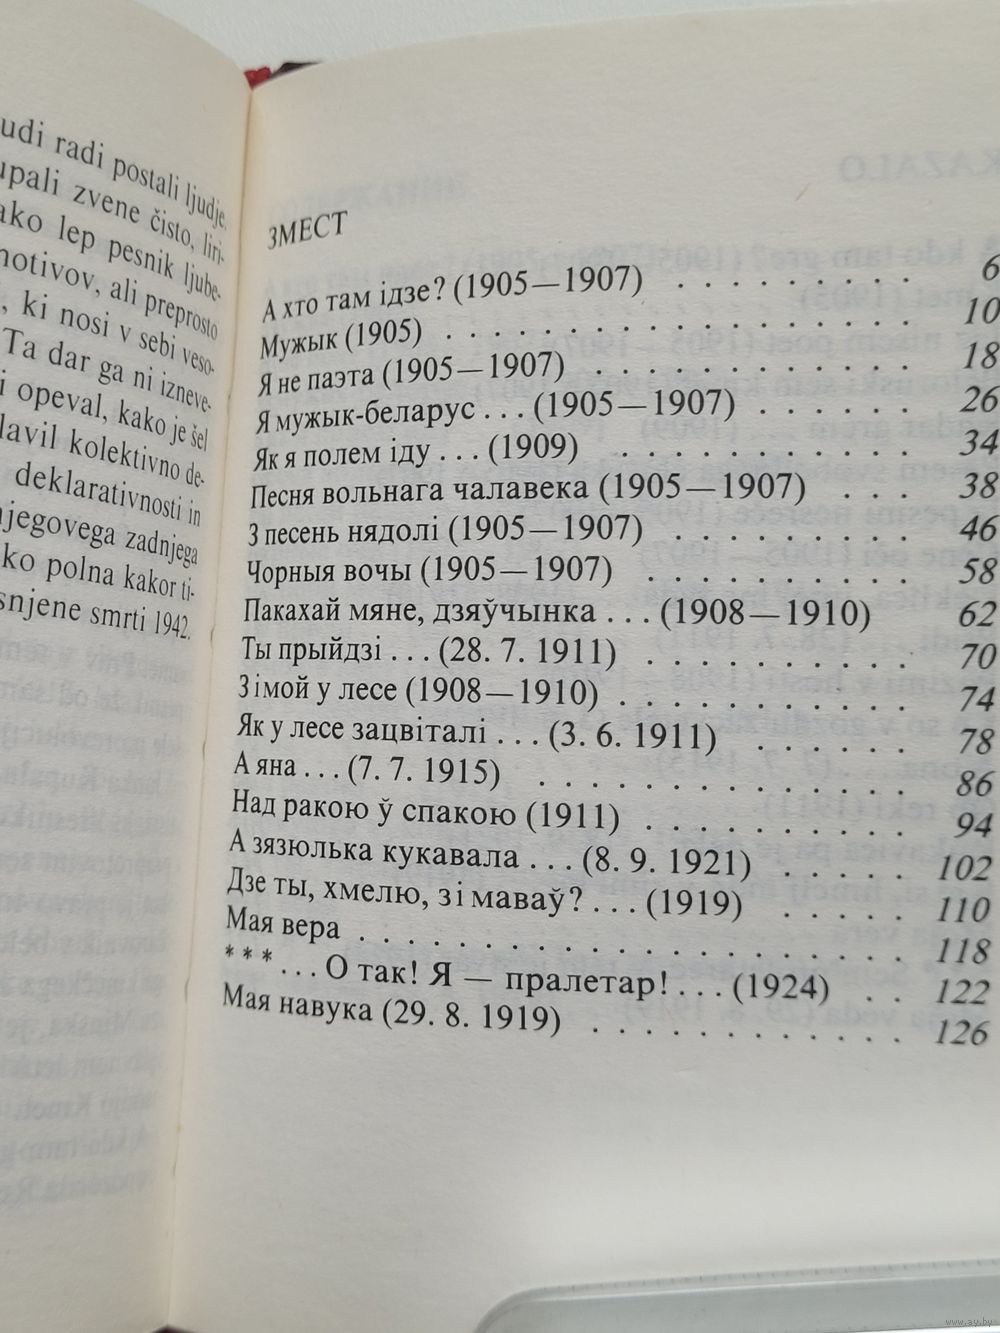 udi radi postali ljudje.
upali zvene čisto, liri-
ako lep pesnik ljube-
notivov, ali preprosto
, ki nosi v sebi veso-
Ta dar ga ni izneve-
i opeval, kako je šel
lavil kolektivno de-
deklarativnosti in
njegovega zadnjega
ko polna kakor ti-
snjene smrti 1942.
ЗМЕСТ
А хто там ідзе? (1905—1907) . . . . . . . . . 6
Мужык (1905) . . . . . . . . . . . . . . . . 10
Я не паэта (1905—1907) . . . . . . . . . . . 18
Я мужык-беларус . . . (1905—1907) . . . . . . 26
Як я полем іду . . . (1909) . . . . . . . . . . . 34
Песня вольнага чалавека (1905—1907) . . . 38
З песень нядолі (1905—1907) . . . . . . . . . 46
Чорныя вочы (1905—1907) . . . . . . . . . . 58
Пакахай мяне, дзяўчынка . . . (1908—1910) 62
Ты прыйдзі . . . (28. 7. 1911) . . . . . . . . . . 70
Зімой у лесе (1908—1910) . . . . . . . . . . . 74
Як у лесе зацвіталі . . . (3. 6. 1911) . . . . . . 78
А яна . . . (7. 7. 1915) . . . . . . . . . . . . . 86
Над ракою ў спакою (1911) . . . . . . . . . . 94
А зязюлька кукавала . . . (8. 9. 1921) . . . . . 102
Дзе ты, хмелю, зі маваў? . . . (1919) . . . . . 110
Мая вера . . . . . . . . . . . . . . . . . . 118
* * * . . . О так! Я — пралетар! . . . (1924) . . 122
Мая навука (29. 8. 1919) . . . . . . . . . . . 126
www.ay.by